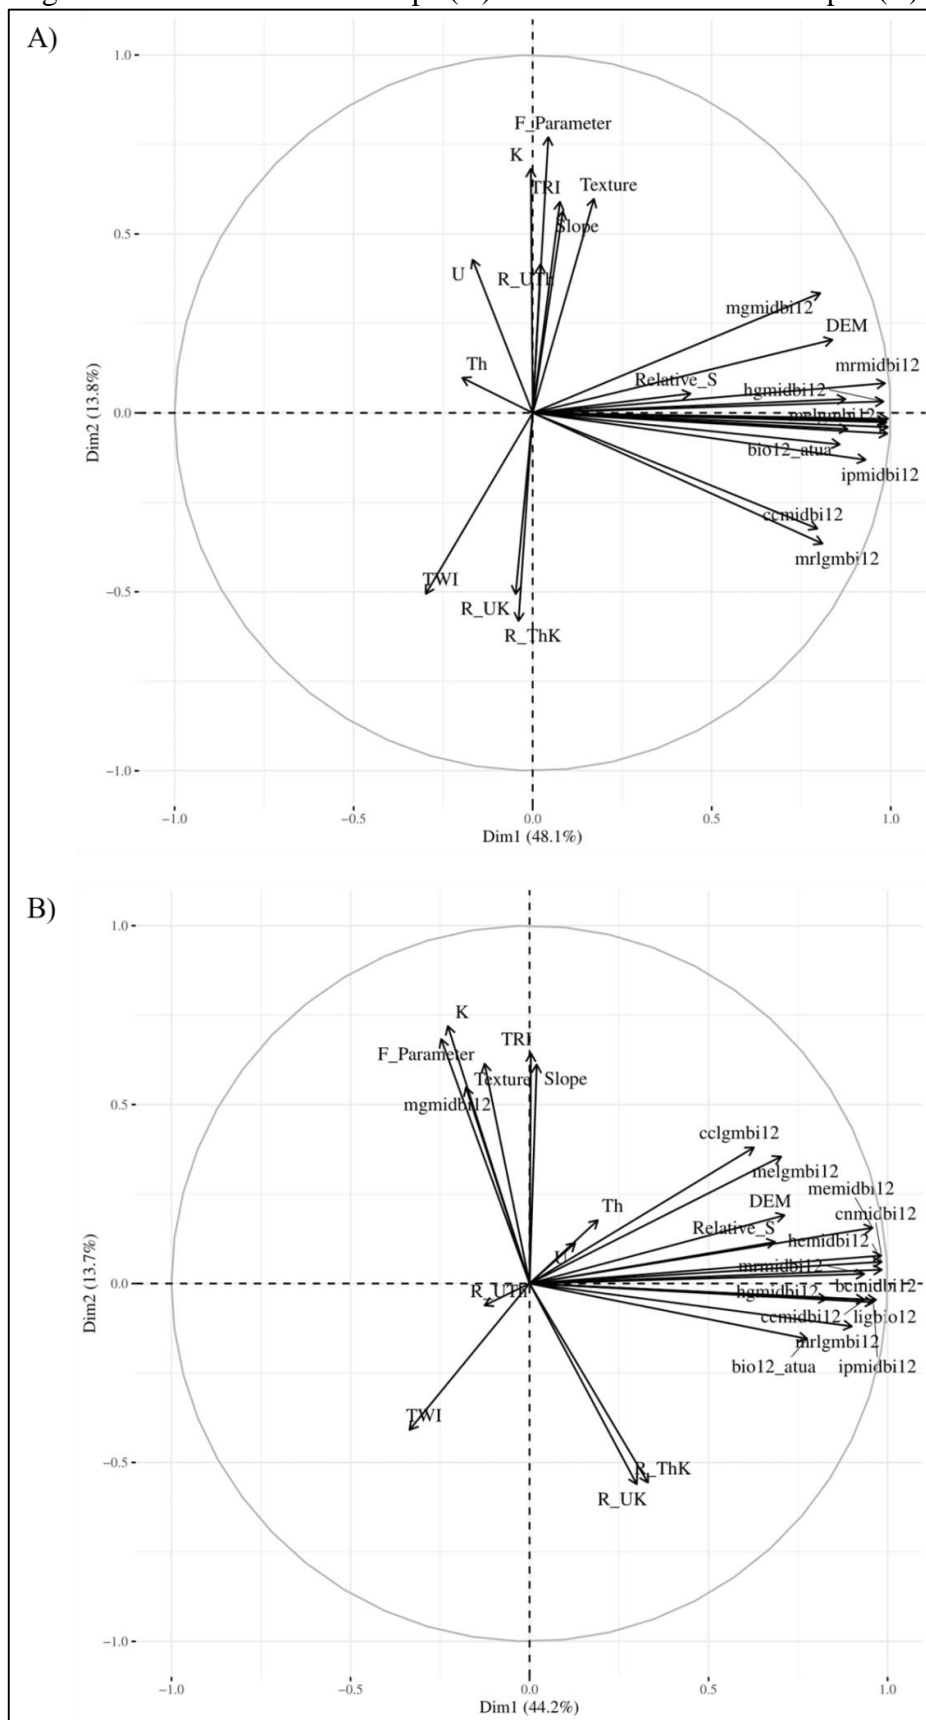 A)
1.0
0.5
0.0
−0.5
−1.0
Dim2 (13.8%)
F_Parameter
K
TRI
Texture
Slope
U
R_UTh
mgmidbi12
DEM
Th
mrmidbi12
Relative_S
hgmidbi12
bio12_atua
ipmidbi12
ccmidbi12
mrlgmbi12
TWI
R_UK
R_ThK
−1.0
−0.5
0.0
0.5
1.0
Dim1 (48.1%)
B)
1.0
0.5
0.0
−0.5
−1.0
Dim2 (13.7%)
K
TRI
F_Parameter
Texture
Slope
mgmidbi12
cclgmbi12
melgmbi12
memidbi12
Th
DEM
cnmidbi12
Relative_S
hemidbi12
U
mrmidbi12
R_UTh
hgmidbi12
bcmidbi12
ccmidbi12
ligbio12
mrlgmbi12
bio12_atua
ipmidbi12
TWI
R_ThK
R_UK
−1.0
−0.5
0.0
0.5
1.0
Dim1 (44.2%)